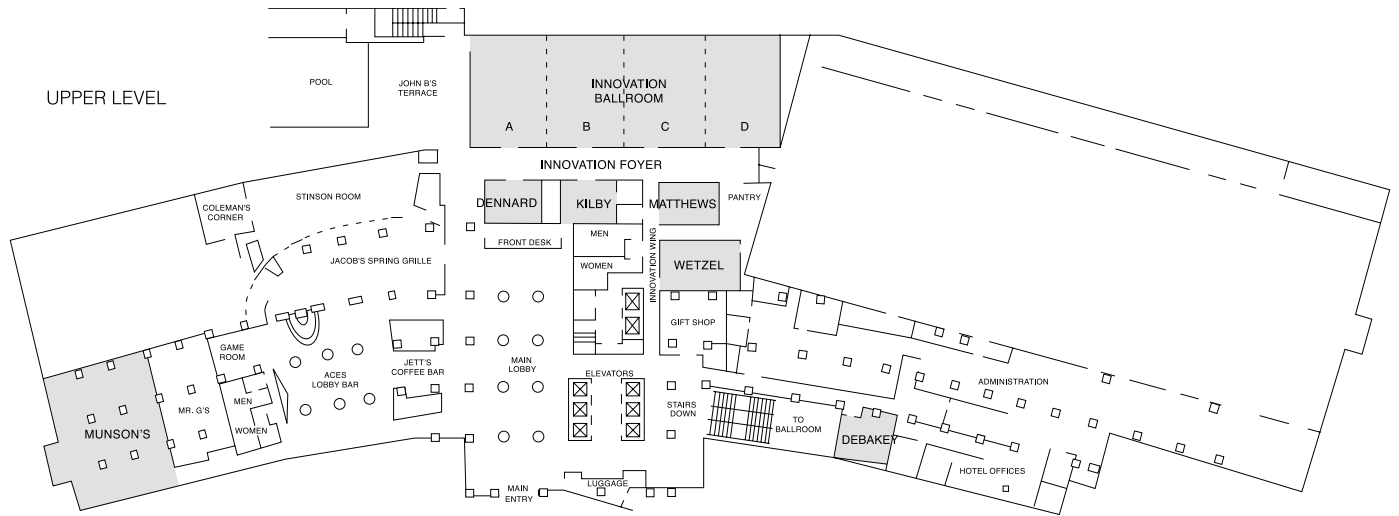 UPPER LEVEL
POOL
JOHN B'S
TERRACE
INNOVATION
BALLROOM
A
B
C
D
INNOVATION FOYER
STINSON ROOM
COLEMAN'S
CORNER
DENNARD
KILBY
MATTHEWS
PANTRY
FRONT DESK
MEN
WOMEN
INNOVATION WING
WETZEL
JACOB'S SPRING GRILLE
GIFT SHOP
GAME
ROOM
ACES
LOBBY BAR
JETT'S
COFFEE BAR
MAIN
LOBBY
ELEVATORS
ADMINISTRATION
MEN
WOMEN
MR. G'S
MUNSON'S
STAIRS
DOWN
TO
BALLROOM
DEBAKEY
HOTEL OFFICES
LUGGAGE
MAIN
ENTRY